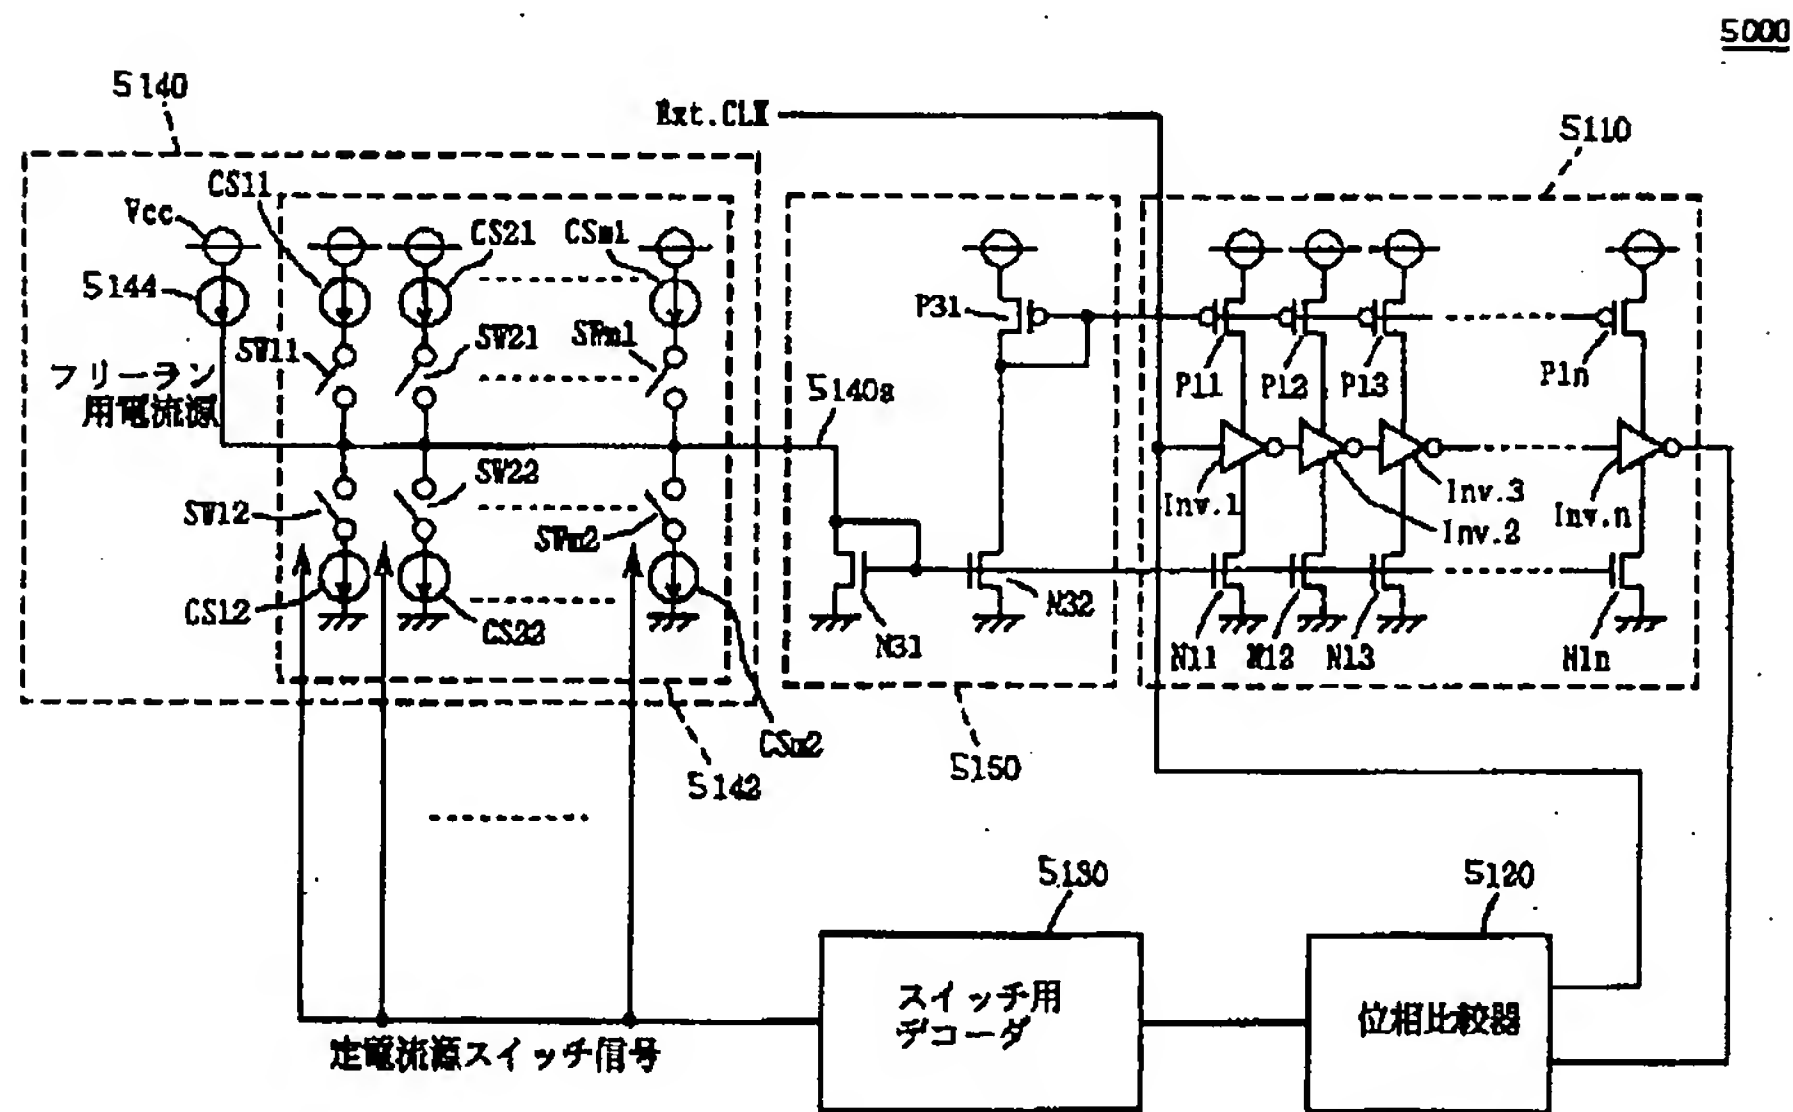 5000
5140
Ext.CLK
5110
CS11
Vcc
CS21
CSm1
5144
P31
SW11
SW21
SWm1
フリーラン
用電流源
5140a
P11
P12
P13
P1n
SW12
SW22
SWm2
Inv.1
Inv.3
Inv.2
Inv.n
CS12
CS22
N31
N32
N11
N12
N13
N1n
CSm2
5142
5150
5130
5120
スイッチ用
デコーダ
位相比較器
定電流源スイッチ信号